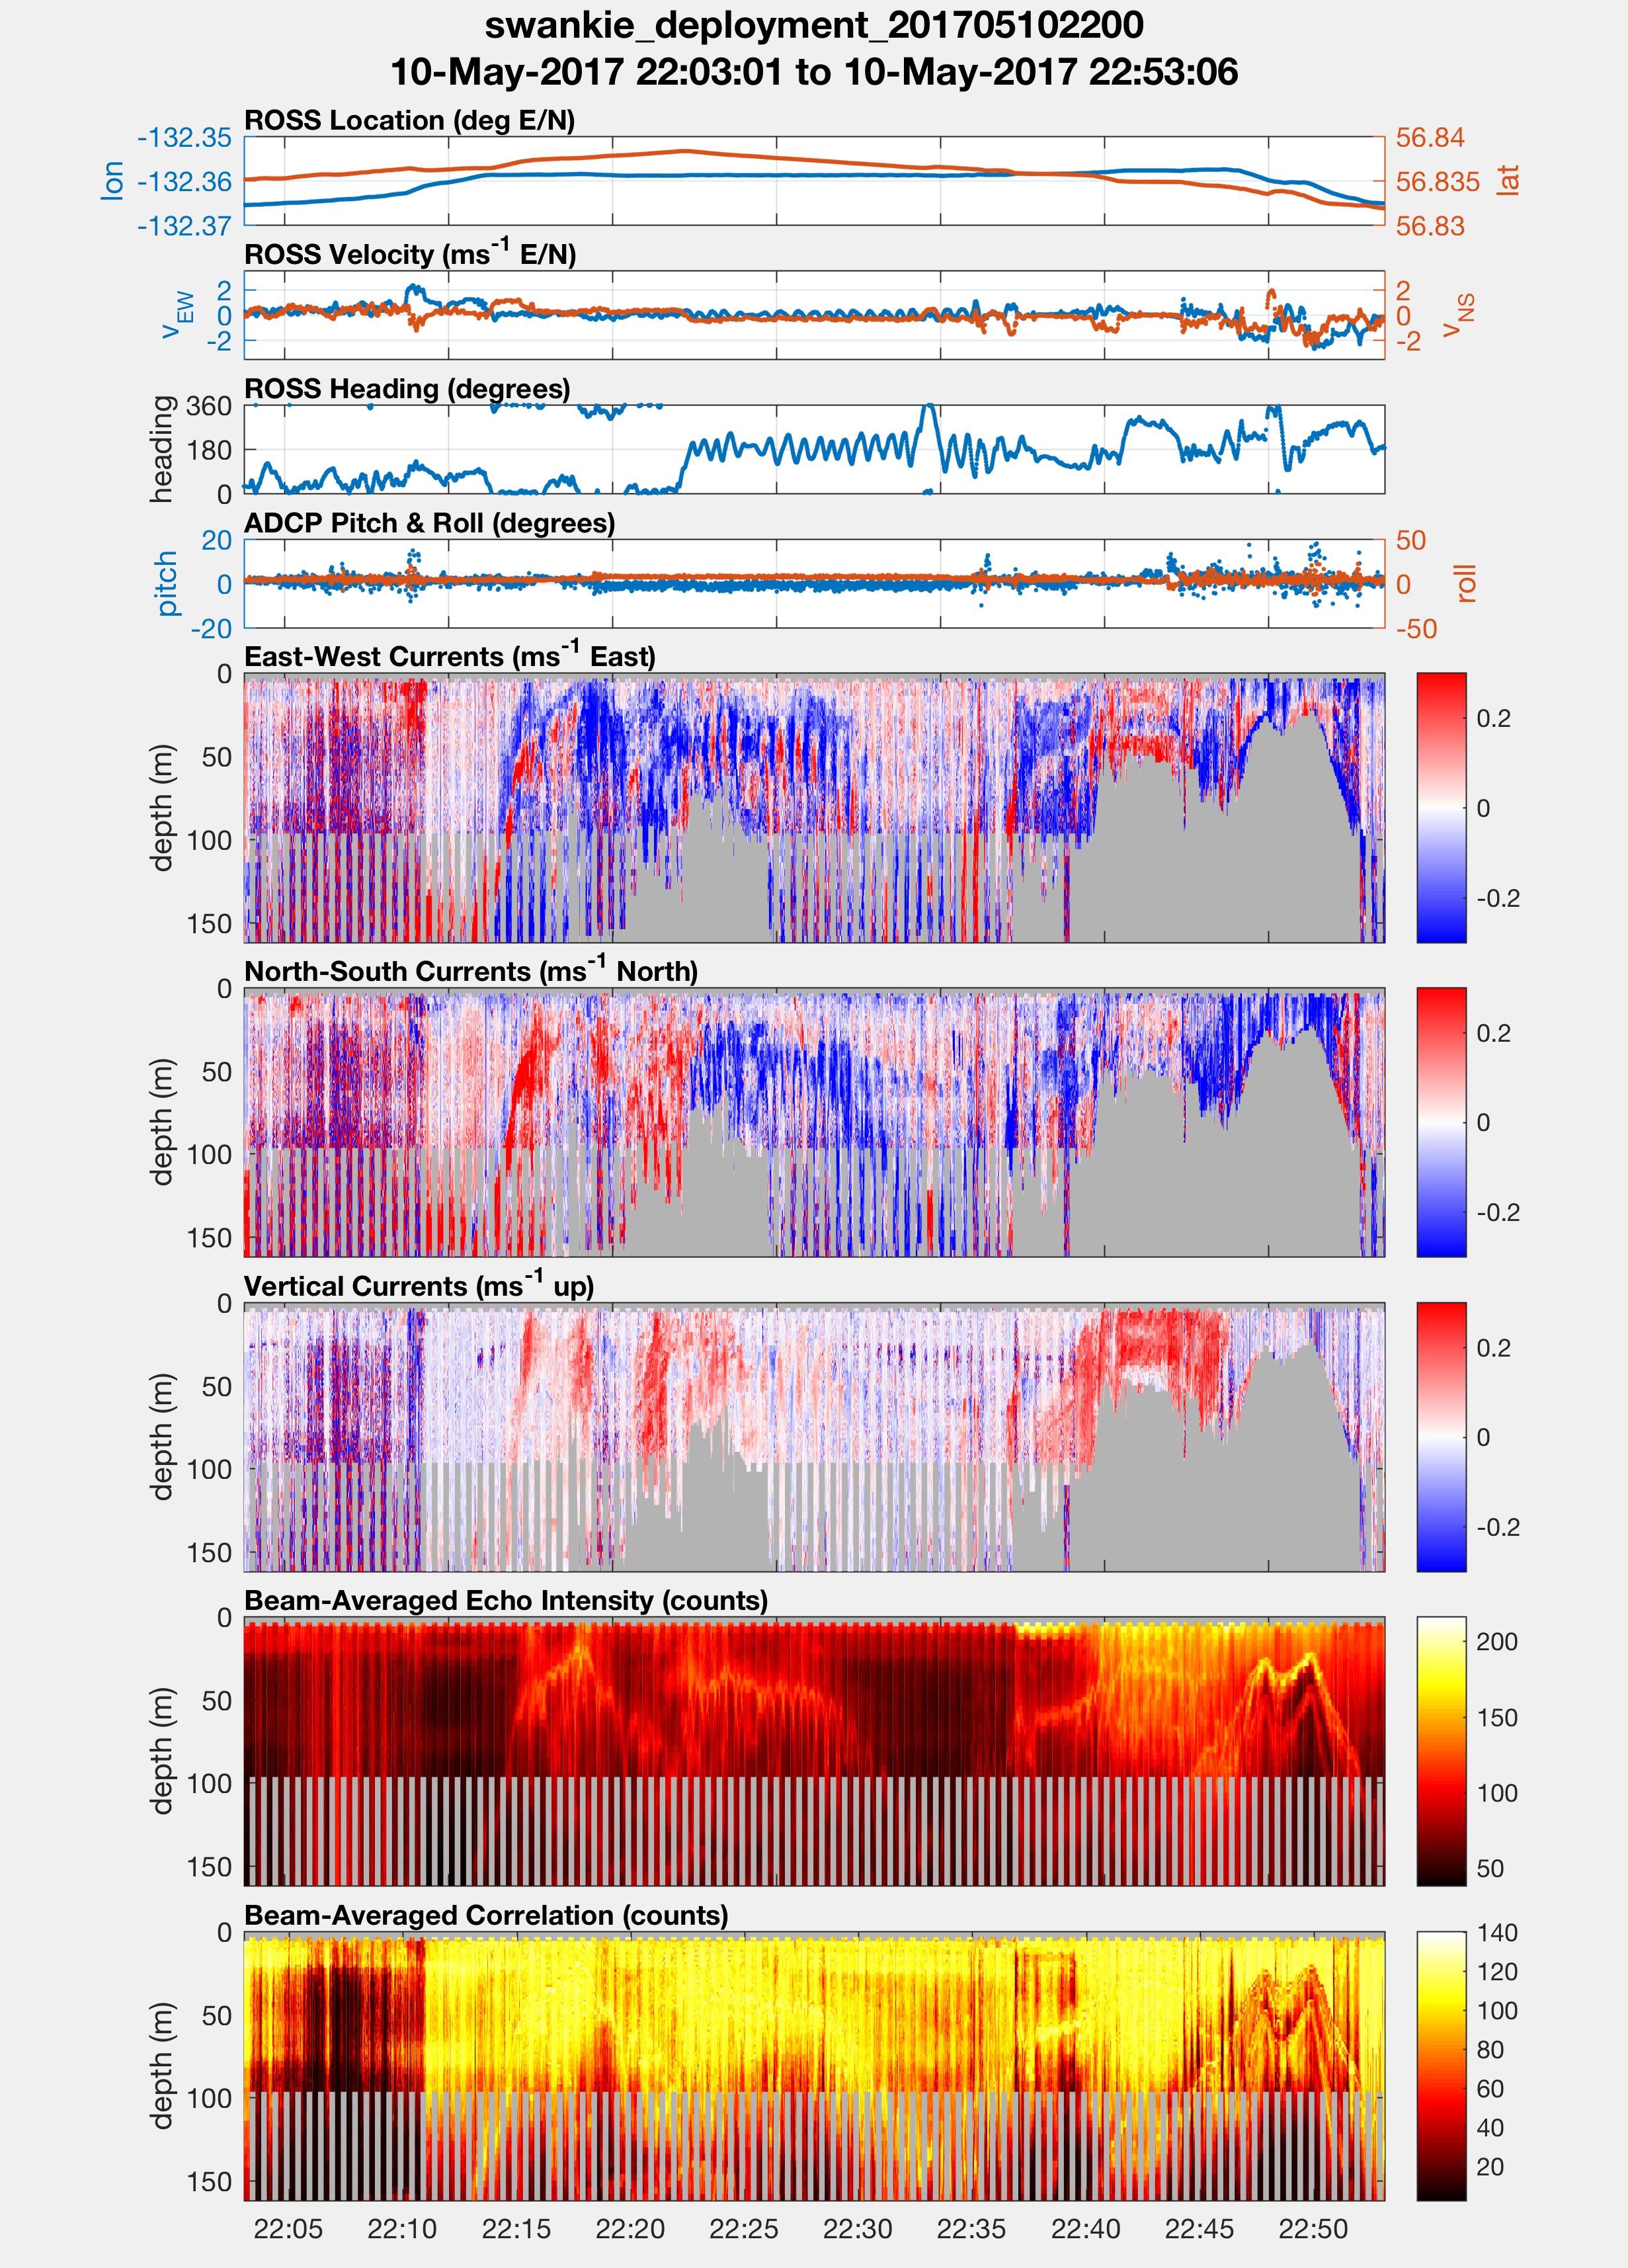 swankie_deployment_201705102200
10-May-2017 22:03:01 to 10-May-2017 22:53:06
ROSS Location (deg E/N)
-132.35
-132.36
-132.37
lon
56.84
56.835
56.83
lat
ROSS Velocity (ms-1 E/N)
2
0
-2
vEW
2
0
-2
vNS
ROSS Heading (degrees)
360
180
0
heading
ADCP Pitch & Roll (degrees)
20
0
-20
pitch
50
0
-50
roll
East-West Currents (ms-1 East)
0
50
100
150
depth (m)
0.2
0
-0.2
North-South Currents (ms-1 North)
0
50
100
150
depth (m)
0.2
0
-0.2
Vertical Currents (ms-1 up)
0
50
100
150
depth (m)
0.2
0
-0.2
Beam-Averaged Echo Intensity (counts)
0
50
100
150
depth (m)
200
150
100
50
Beam-Averaged Correlation (counts)
0
50
100
150
depth (m)
140
120
100
80
60
40
20
22:05 22:10 22:15 22:20 22:25 22:30 22:35 22:40 22:45 22:50